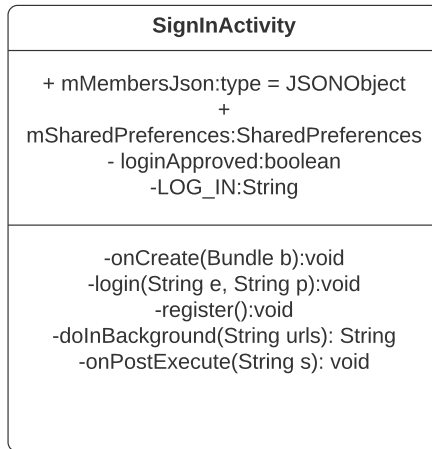 SignInActivity
+ mMembersJson:type = JSONObject
+
mSharedPreferences:SharedPreferences
- loginApproved:boolean
-LOG_IN:String
-onCreate(Bundle b):void
-login(String e, String p):void
-register():void
-doInBackground(String urls): String
-onPostExecute(String s): void